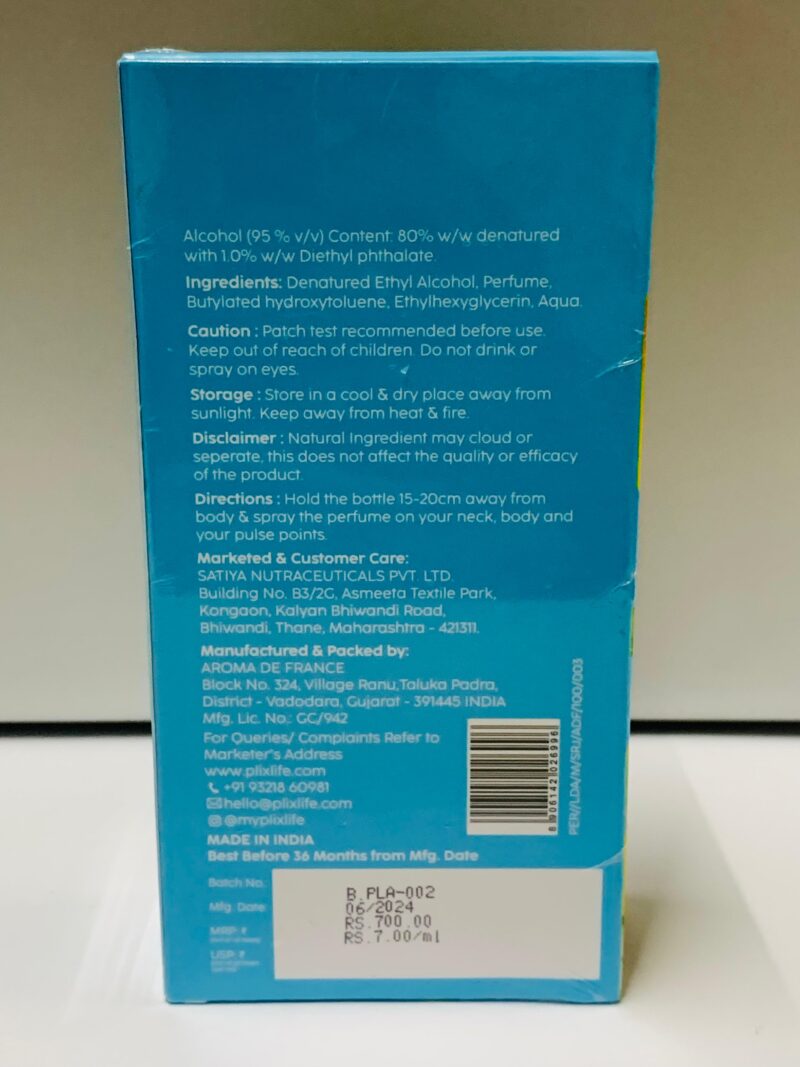 Alcohol (95 % v/v) Content: 80% w/w denatured
with 1.0% w/w Diethyl phthalate.
Ingredients: Denatured Ethyl Alcohol, Perfume,
Butylated hydroxytoluene, Ethylhexyglycerin, Aqua.
Caution : Patch test recommended before use.
Keep out of reach of children. Do not drink or
spray on eyes.
Storage : Store in a cool & dry place away from
sunlight. Keep away from heat & fire.
Disclaimer : Natural Ingredient may cloud or
seperate, this does not affect the quality or efficacy
of the product.
Directions : Hold the bottle 15-20cm away from
body & spray the perfume on your neck, body and
your pulse points.
Marketed & Customer Care:
SATIYA NUTRACEUTICALS PVT. LTD.
Building No. B3/2G, Asmeeta Textile Park,
Kongaon, Kalyan Bhiwandi Road,
Bhiwandi, Thane, Maharashtra - 421311.
Manufactured & Packed by:
AROMA DE FRANCE
Block No. 324, Village Ranu,Taluka Padra,
District - Vadodara, Gujarat - 391445 INDIA
Mfg. Lic. No.: GC/942
For Queries/ Complaints Refer to
Marketer's Address
www.plixlife.com
+91 93218 60981
hello@plixlife.com
@myplixlife
8 906142 026996
PER//LDA/M/SRJ/ADF/100/003
MADE IN INDIA
Best Before 36 Months from Mfg. Date
Batch No.: B.PLA-002
Mfg. Date: 06/2024
MRP: ₹ RS.700.00
USP: ₹ RS.7.00/ml